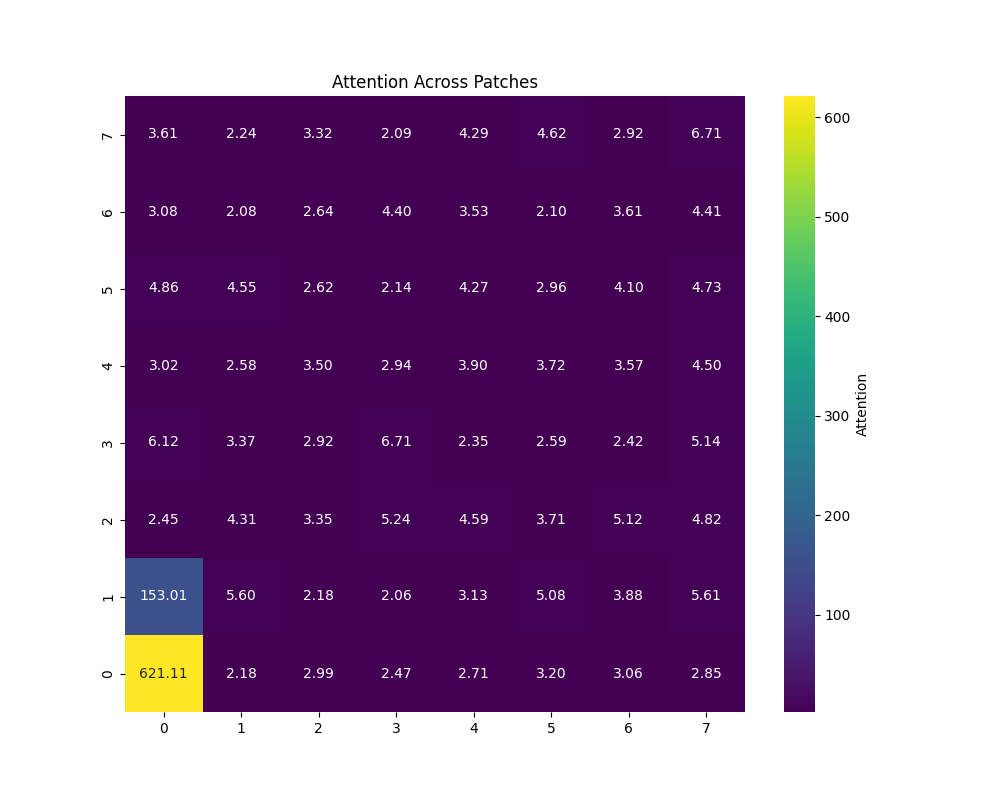 Attention Across Patches
7 3.61 2.24 3.32 2.09 4.29 4.62 2.92 6.71
6 3.08 2.08 2.64 4.40 3.53 2.10 3.61 4.41
5 4.86 4.55 2.62 2.14 4.27 2.96 4.10 4.73
4 3.02 2.58 3.50 2.94 3.90 3.72 3.57 4.50
3 6.12 3.37 2.92 6.71 2.35 2.59 2.42 5.14
2 2.45 4.31 3.35 5.24 4.59 3.71 5.12 4.82
1 153.01 5.60 2.18 2.06 3.13 5.08 3.88 5.61
0 621.11 2.18 2.99 2.47 2.71 3.20 3.06 2.85
0 1 2 3 4 5 6 7
600
500
400
300
200
100
Attention